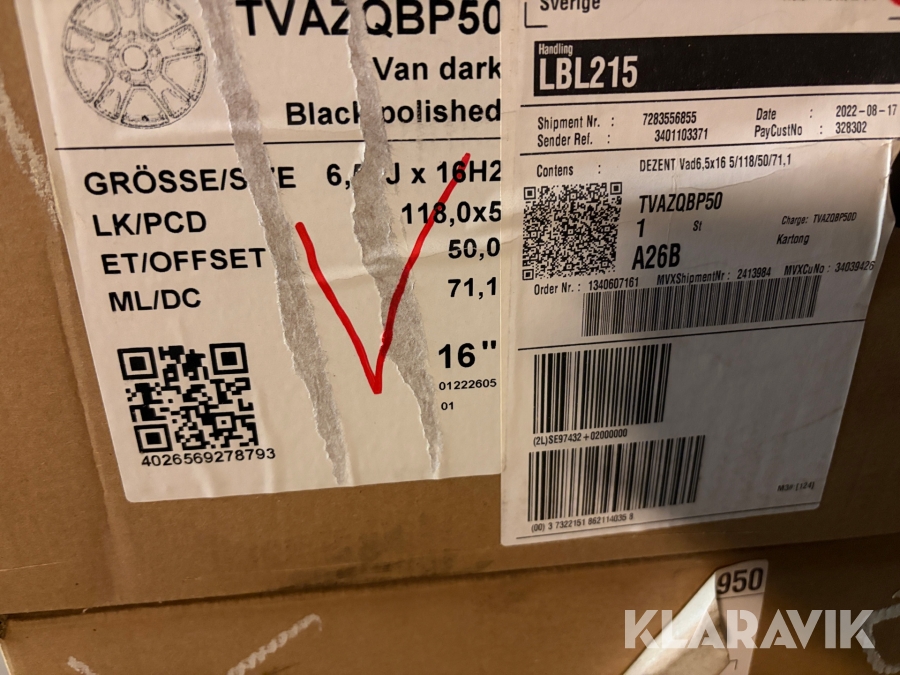 TVAZQBP50
Van dark
Black polished
GRÖSSE/S E 6, J x 16H2
LK/PCD 118,0x5
ET/OFFSET 50,0
ML/DC 71,1
16"
01222605
01
4026569278793
Sverige
Handling
LBL215
Shipment Nr. : 7283556855 Date : 2022-08-17
Sender Ref. : 3401103371 PayCustNo : 328302
Contens : DEZENT Vad6,5x16 5/118/50/71,1
TVAZQBP50
1 St Charge: TVAZQBP50D
Kartong
A26B
Order Nr. : 1340607161 MVXShipmentNr : 2413984 MVXCuNo : 34039426
(2L)SE97432+02000000
(00) 3 7322151 862114035 8
950
KLARAVIK